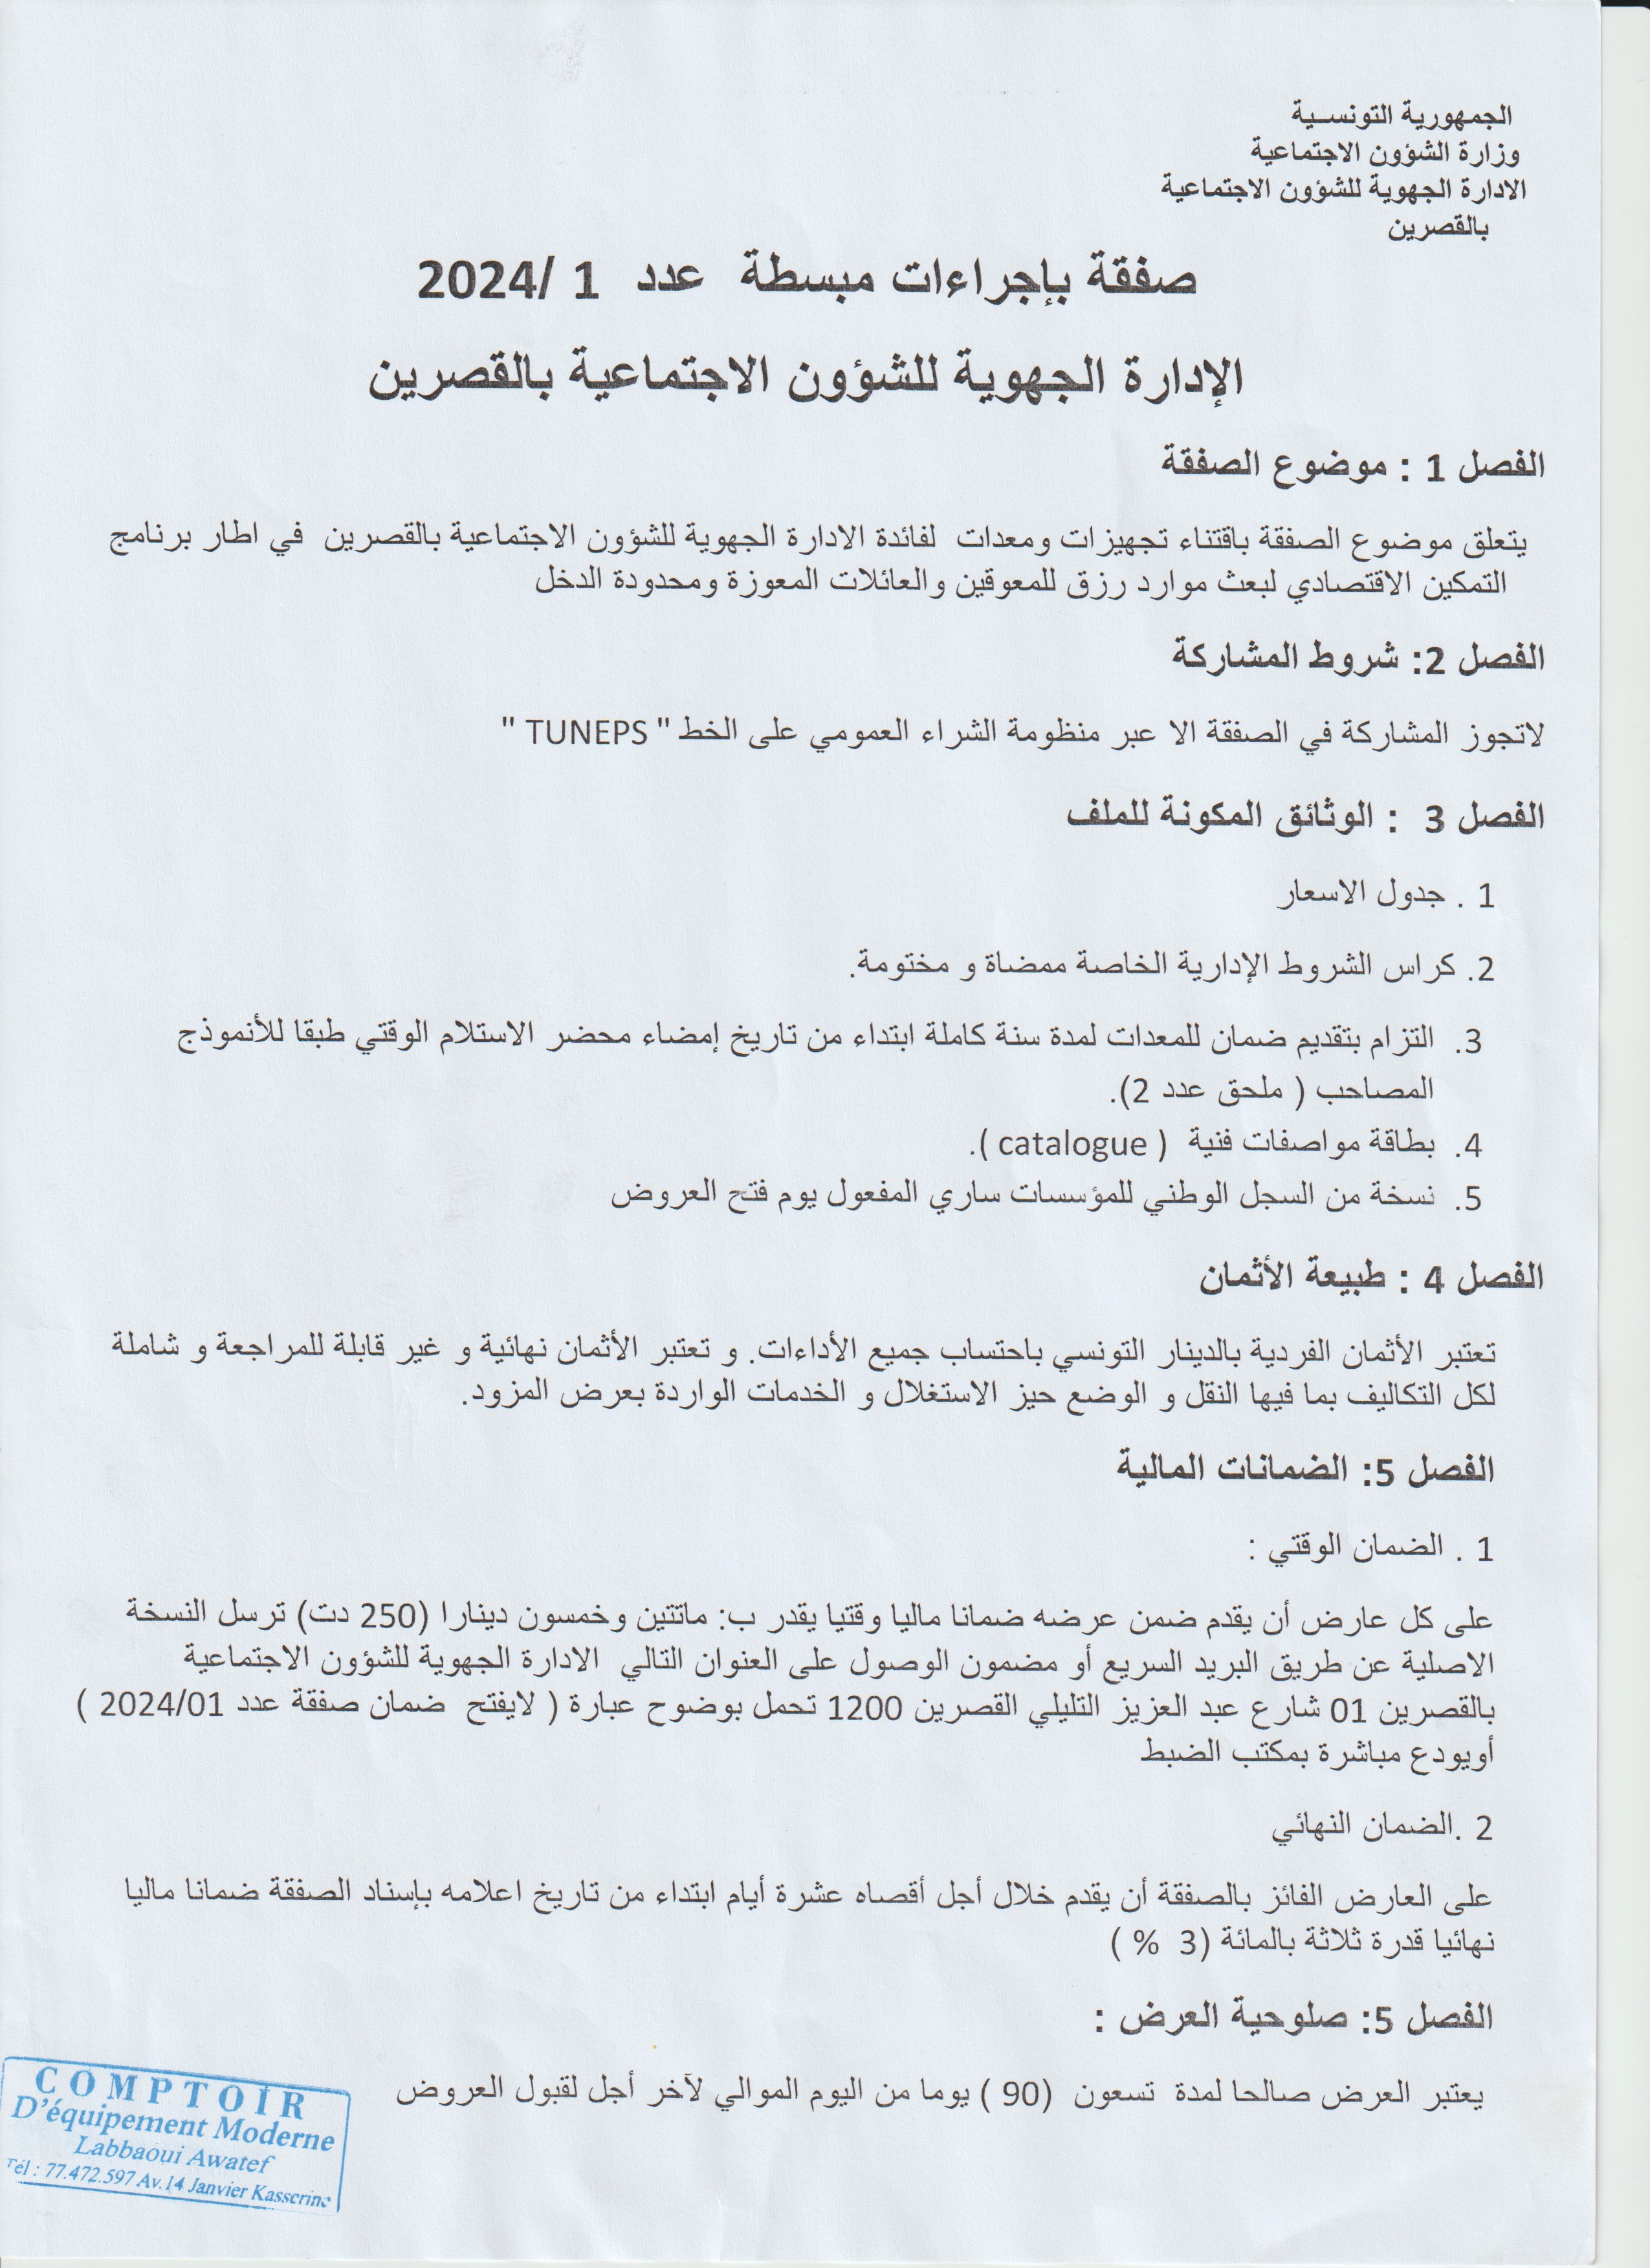 الجمهورية التونســية
وزارة الشؤون الاجتماعية
الادارة الجهوية للشؤون الاجتماعية
بالقصرين
صفقة بإجراءات مبسطة عدد 1 /2024
الإدارة الجهوية للشؤون الاجتماعية بالقصرين
الفصل 1 : موضوع الصفقة
يتعلق موضوع الصفقة باقتناء تجهيزات ومعدات لفائدة الادارة الجهوية للشؤون الاجتماعية بالقصرين في اطار برنامج
التمكين الاقتصادي لبعث موارد رزق للمعوقين والعائلات المعوزة ومحدودة الدخل
الفصل 2: شروط المشاركة
لاتجوز المشاركة في الصفقة الا عبر منظومة الشراء العمومي على الخط " TUNEPS "
الفصل 3 : الوثائق المكونة للملف
1 . جدول الاسعار
2. كراس الشروط الإدارية الخاصة ممضاة و مختومة.
3. التزام بتقديم ضمان للمعدات لمدة سنة كاملة ابتداء من تاريخ إمضاء محضر الاستلام الوقتي طبقا للأنموذج
المصاحب ( ملحق عدد 2).
4. بطاقة مواصفات فنية ( catalogue ).
5. نسخة من السجل الوطني للمؤسسات ساري المفعول يوم فتح العروض
الفصل 4 : طبيعة الأثمان
تعتبر الأثمان الفردية بالدينار التونسي باحتساب جميع الأداءات. و تعتبر الأثمان نهائية و غير قابلة للمراجعة و شاملة
لكل التكاليف بما فيها النقل و الوضع حيز الاستغلال و الخدمات الواردة بعرض المزود.
الفصل 5: الضمانات المالية
1 . الضمان الوقتي :
على كل عارض أن يقدم ضمن عرضه ضمانا ماليا وقتيا يقدر ب: مائتين وخمسون دينارا (250 دت) ترسل النسخة
الاصلية عن طريق البريد السريع أو مضمون الوصول على العنوان التالي الادارة الجهوية للشؤون الاجتماعية
بالقصرين 01 شارع عبد العزيز التليلي القصرين 1200 تحمل بوضوح عبارة ( لايفتح ضمان صفقة عدد 2024/01 )
أويودع مباشرة بمكتب الضبط
2 .الضمان النهائي
على العارض الفائز بالصفقة أن يقدم خلال أجل أقصاه عشرة أيام ابتداء من تاريخ اعلامه بإسناد الصفقة ضمانا ماليا
نهائيا قدرة ثلاثة بالمائة (3 % )
الفصل 5: صلوحية العرض :
يعتبر العرض صالحا لمدة تسعون (90 ) يوما من اليوم الموالي لآخر أجل لقبول العروض
COMPTOIR
D'équipement Moderne
Labbaoui Awatef
Tél : 77.472.597 Av.14 Janvier Kasserine